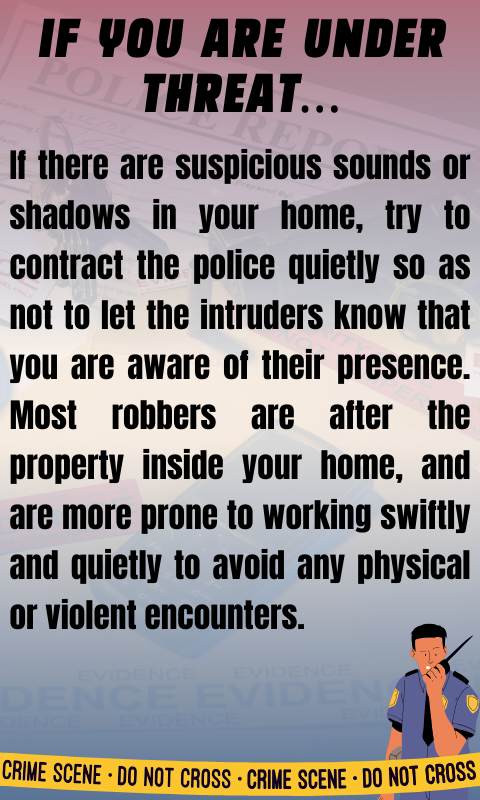 IF YOU ARE UNDER
THREAT...
POLICE REPORT
If there are suspicious sounds or
shadows in your home, try to
contract the police quietly so as
not to let the intruders know that
you are aware of their presence.
Most robbers are after the
property inside your home, and
are more prone to working swiftly
and quietly to avoid any physical
or violent encounters.
EVIDENCE EVIDENCE
DENCE EVIDEN
CRIME SCENE · DO NOT CROSS · CRIME SCENE · DO NOT CROSS